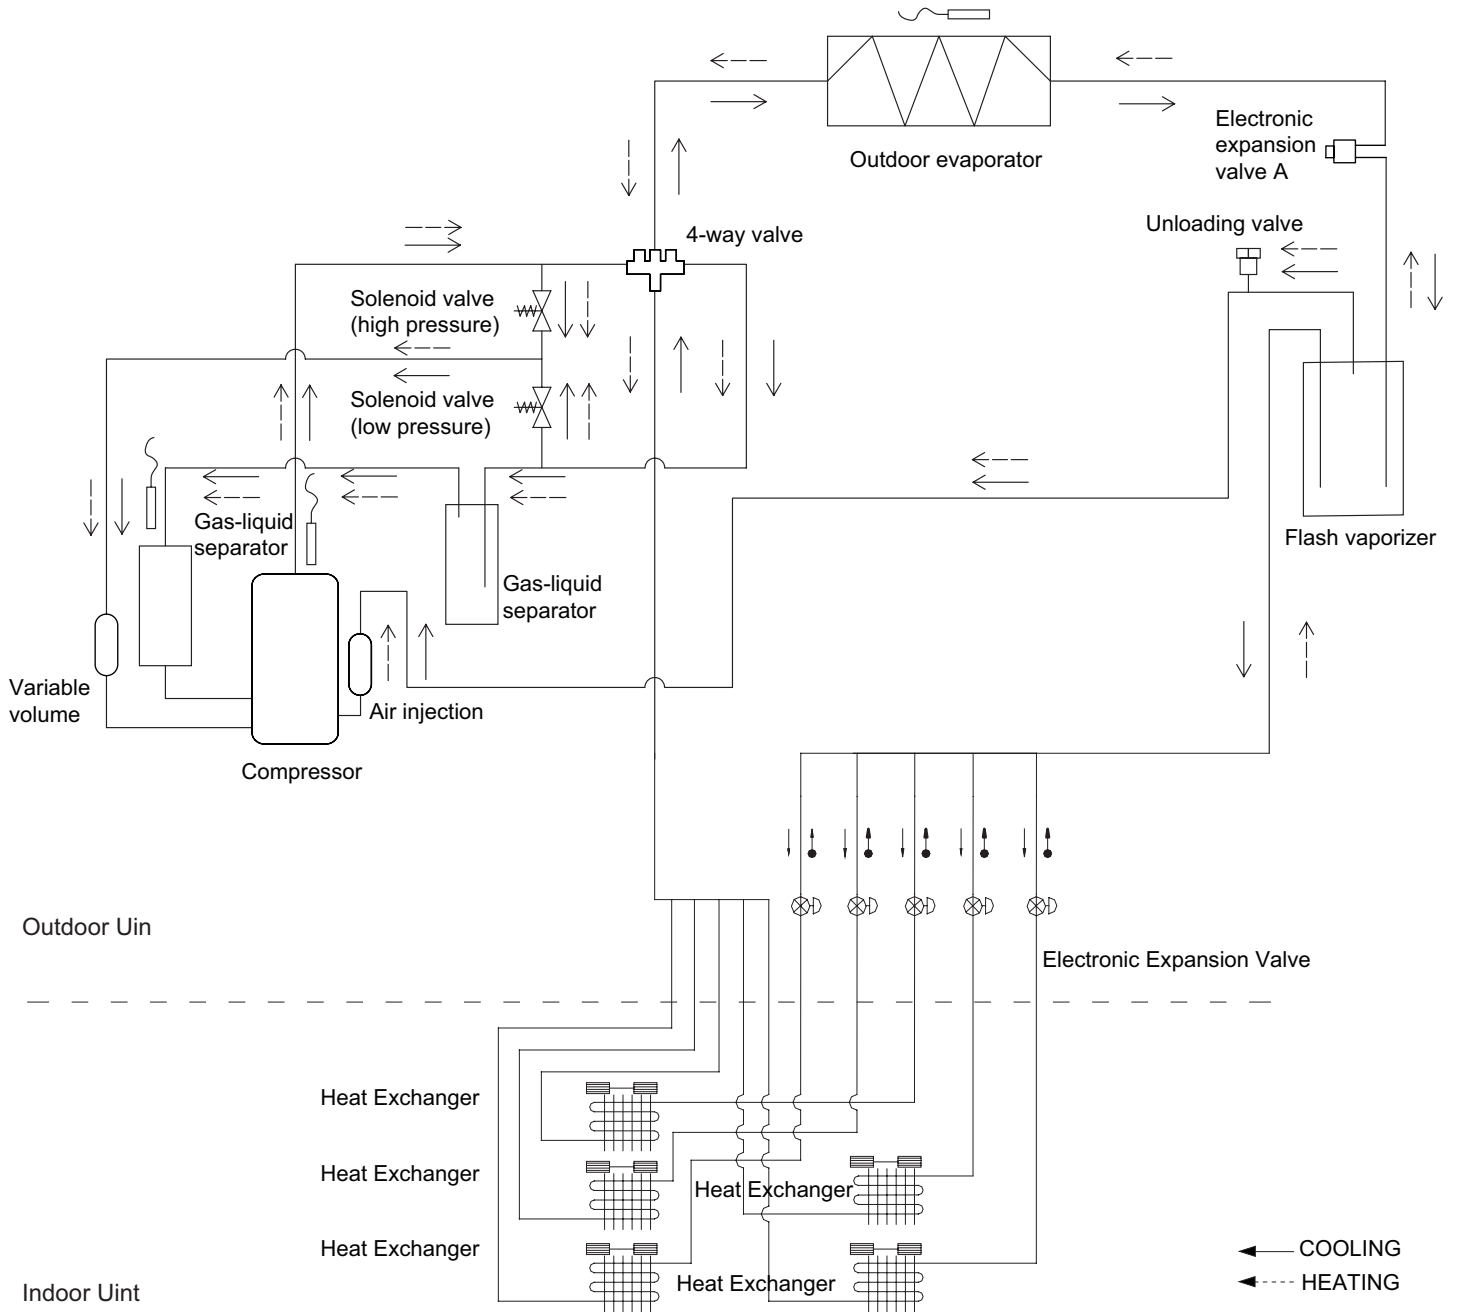 Outdoor evaporator
Electronic
expansion
valve A
Unloading valve
4-way valve
Solenoid valve
(high pressure)
Solenoid valve
(low pressure)
Gas-liquid
separator
Gas-liquid
separator
Flash vaporizer
Variable
volume
Air injection
Compressor
Outdoor Uin
Electronic Expansion Valve
Heat Exchanger
Heat Exchanger
Heat Exchanger
Heat Exchanger
Heat Exchanger
COOLING
HEATING
Indoor Uint